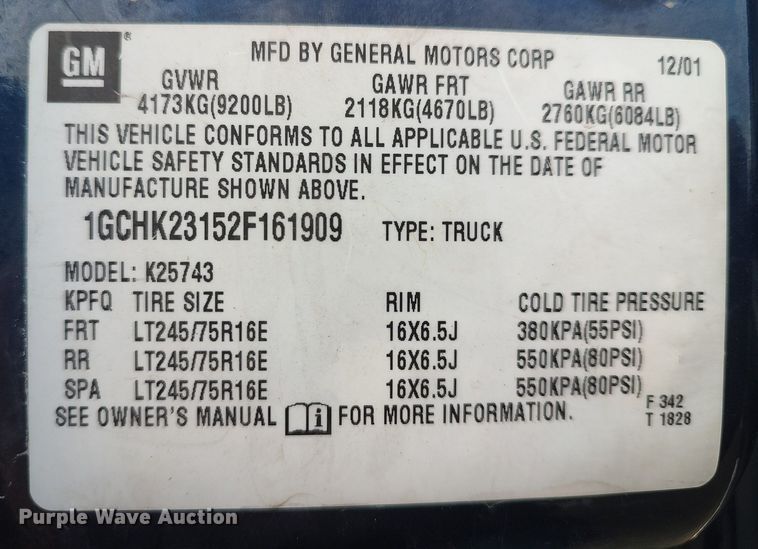 GM ®
MFD BY GENERAL MOTORS CORP 12/01
GVWR GAWR FRT GAWR RR
4173KG(9200LB) 2118KG(4670LB) 2760KG(6084LB)
THIS VEHICLE CONFORMS TO ALL APPLICABLE U.S. FEDERAL MOTOR
VEHICLE SAFETY STANDARDS IN EFFECT ON THE DATE OF
MANUFACTURE SHOWN ABOVE.
1GCHK23152F161909 TYPE: TRUCK
MODEL: K25743
KPFQ TIRE SIZE RIM COLD TIRE PRESSURE
FRT LT245/75R16E 16X6.5J 380KPA(55PSI)
RR LT245/75R16E 16X6.5J 550KPA(80PSI)
SPA LT245/75R16E 16X6.5J 550KPA(80PSI)
SEE OWNER'S MANUAL i FOR MORE INFORMATION.
F 342
T 1828
Purple Wave Auction